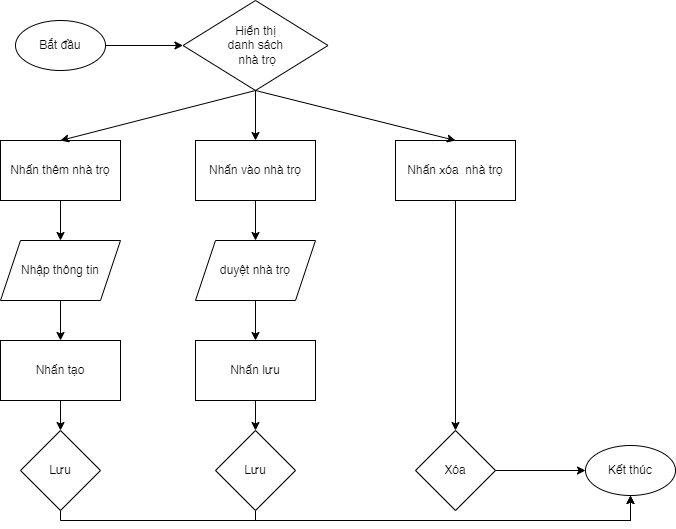 Bắt đầu
Hiển thị
danh sách
nhà trọ
Nhấn thêm nhà trọ
Nhấn vào nhà trọ
Nhấn xóa nhà trọ
Nhập thông tin
duyệt nhà trọ
Nhấn tạo
Nhấn lưu
Lưu
Lưu
Xóa
Kết thúc